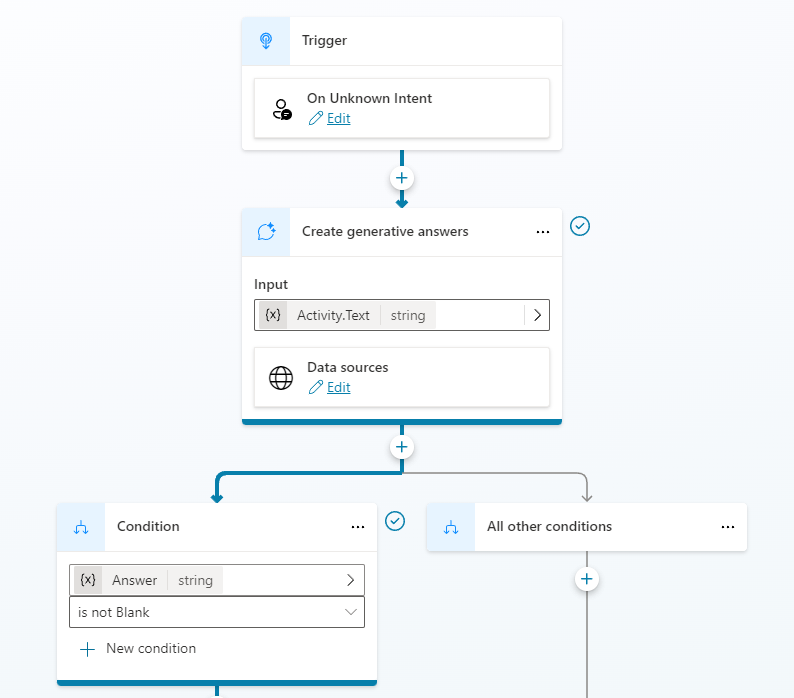 Trigger
On Unknown Intent
Edit
Create generative answers
Input
{x} Activity.Text string
Data sources
Edit
Condition
{x} Answer string
is not Blank
New condition
All other conditions